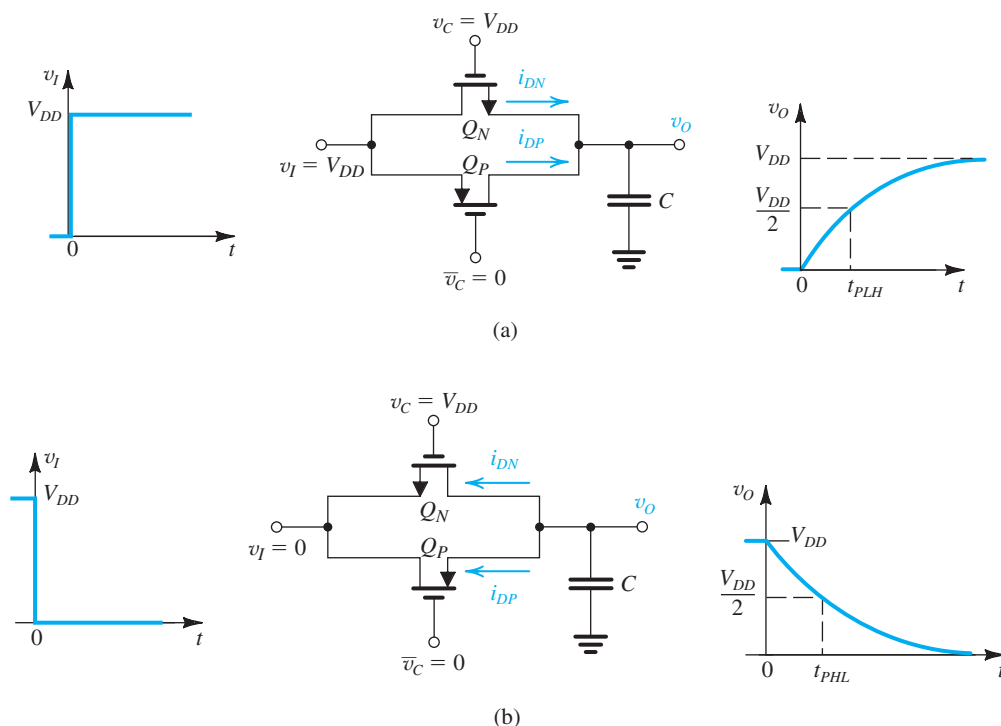 v_C = V_DD
v_I
V_DD
0
t
i_DN
Q_N
i_DP
Q_P
v_I = V_DD
v_O
C
v̅_C = 0
v_O
V_DD
V_DD/2
0
t_PLH
t
(a)
v_C = V_DD
v_I
V_DD
0
t
i_DN
Q_N
Q_P
i_DP
v_I = 0
v_O
C
v̅_C = 0
v_O
V_DD
V_DD/2
0
t_PHL
t
(b)